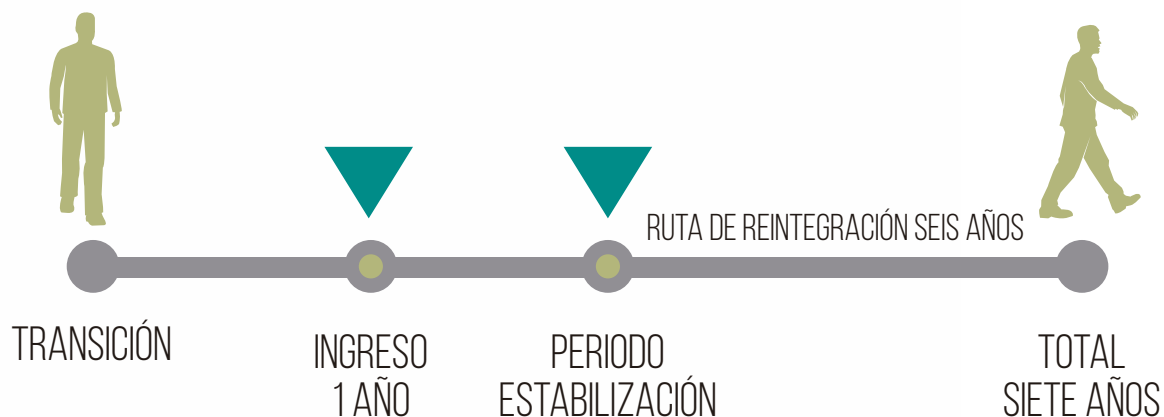 RUTA DE REINTEGRACIÓN SEIS AÑOS
TRANSICIÓN
INGRESO
1 AÑO
PERIODO
ESTABILIZACIÓN
TOTAL
SIETE AÑOS